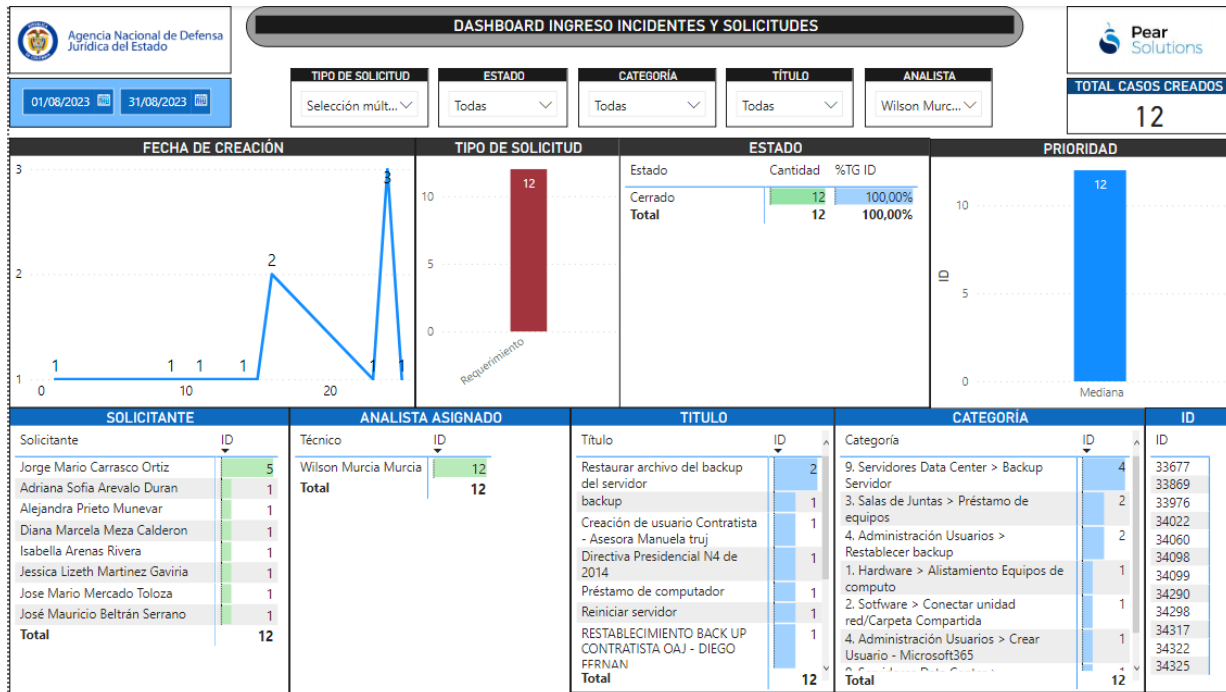 Agencia Nacional de Defensa
Jurídica del Estado
DASHBOARD INGRESO INCIDENTES Y SOLICITUDES
Pear
Solutions
01/08/2023 31/08/2023
TIPO DE SOLICITUD
Selección múlt...
ESTADO
Todas
CATEGORÍA
Todas
TÍTULO
Todas
ANALISTA
Wilson Murc...
TOTAL CASOS CREADOS
12
FECHA DE CREACIÓN
3
2
1
0 10 20
1 1 1 1 2 1 3 1
TIPO DE SOLICITUD
10
5
0
12
Requerimiento
ESTADO
Estado Cantidad %TG ID
Cerrado 12 100,00%
Total 12 100,00%
PRIORIDAD
ID
10
5
0
12
Mediana
SOLICITANTE
Solicitante ID
Jorge Mario Carrasco Ortiz 5
Adriana Sofia Arevalo Duran 1
Alejandra Prieto Munevar 1
Diana Marcela Meza Calderon 1
Isabella Arenas Rivera 1
Jessica Lizeth Martinez Gaviria 1
Jose Mario Mercado Toloza 1
José Mauricio Beltrán Serrano 1
Total 12
ANALISTA ASIGNADO
Técnico ID
Wilson Murcia Murcia 12
Total 12
TITULO
Título ID
Restaurar archivo del backup 2
del servidor
backup 1
Creación de usuario Contratista 1
- Asesora Manuela truj
Directiva Presidencial N4 de 1
2014
Préstamo de computador 1
Reiniciar servidor 1
RESTABLECIMIENTO BACK UP 1
CONTRATISTA OAJ - DIEGO
FERNAN
Total 12
CATEGORÍA
Categoría ID
9. Servidores Data Center > Backup 4
Servidor
3. Salas de Juntas > Préstamo de 2
equipos
4. Administración Usuarios > 2
Restablecer backup
1. Hardware > Alistamiento Equipos de 1
computo
2. Sotfware > Conectar unidad 1
red/Carpeta Compartida
4. Administración Usuarios > Crear 1
Usuario - Microsoft365
Total 12
ID
ID
33677
33869
33976
34022
34060
34098
34099
34290
34298
34317
34322
34325